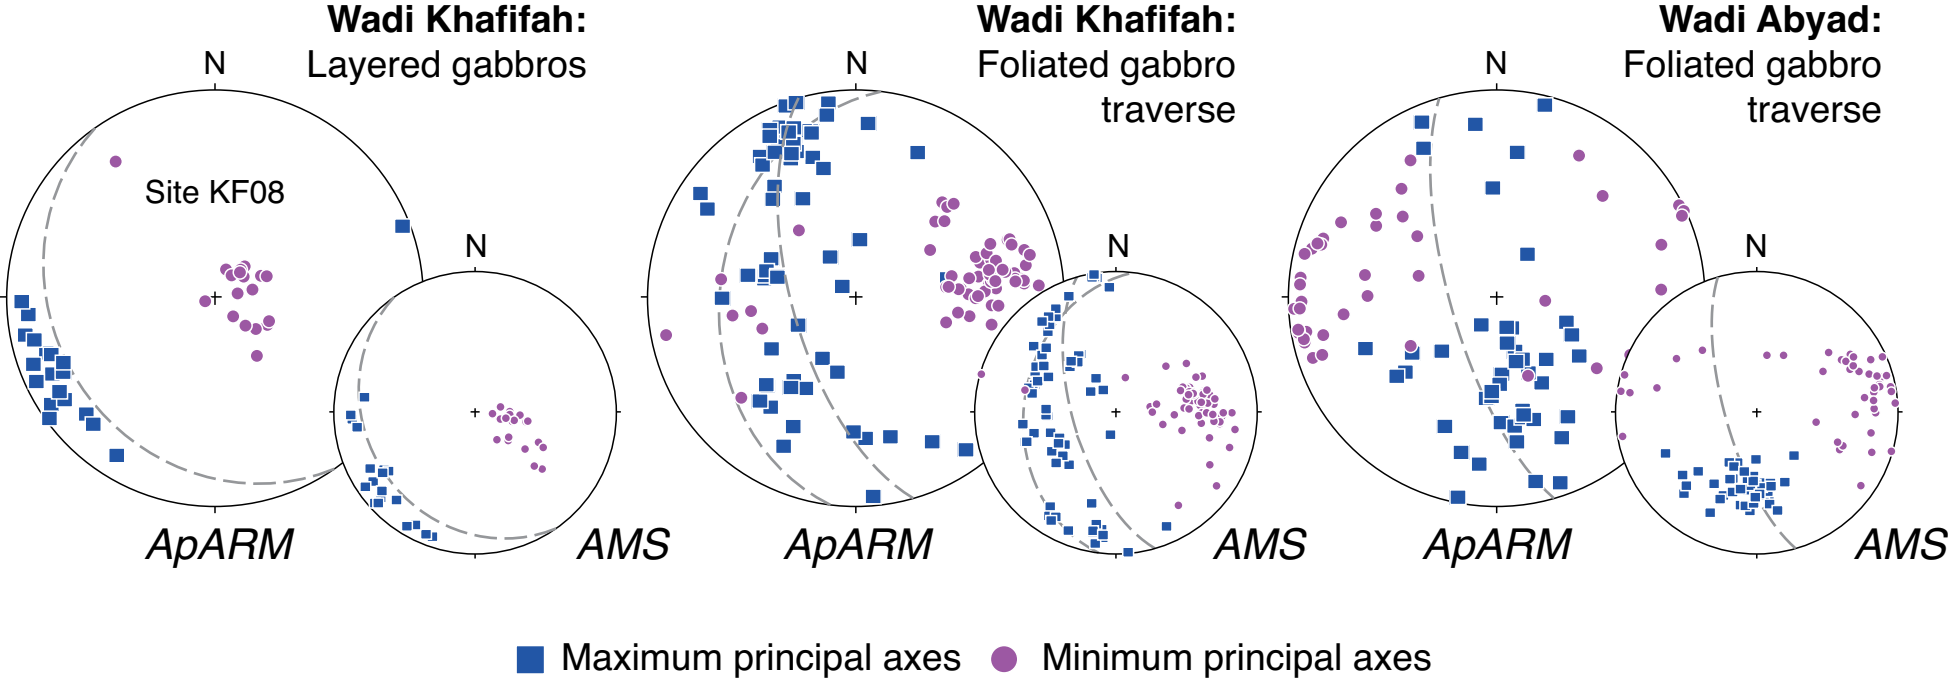 Wadi Khafifah:
Layered gabbros
N
Site KF08
N
ApARM
AMS
Wadi Khafifah:
Foliated gabbro
traverse
N
N
ApARM
AMS
Wadi Abyad:
Foliated gabbro
traverse
N
N
ApARM
AMS
Maximum principal axes
Minimum principal axes